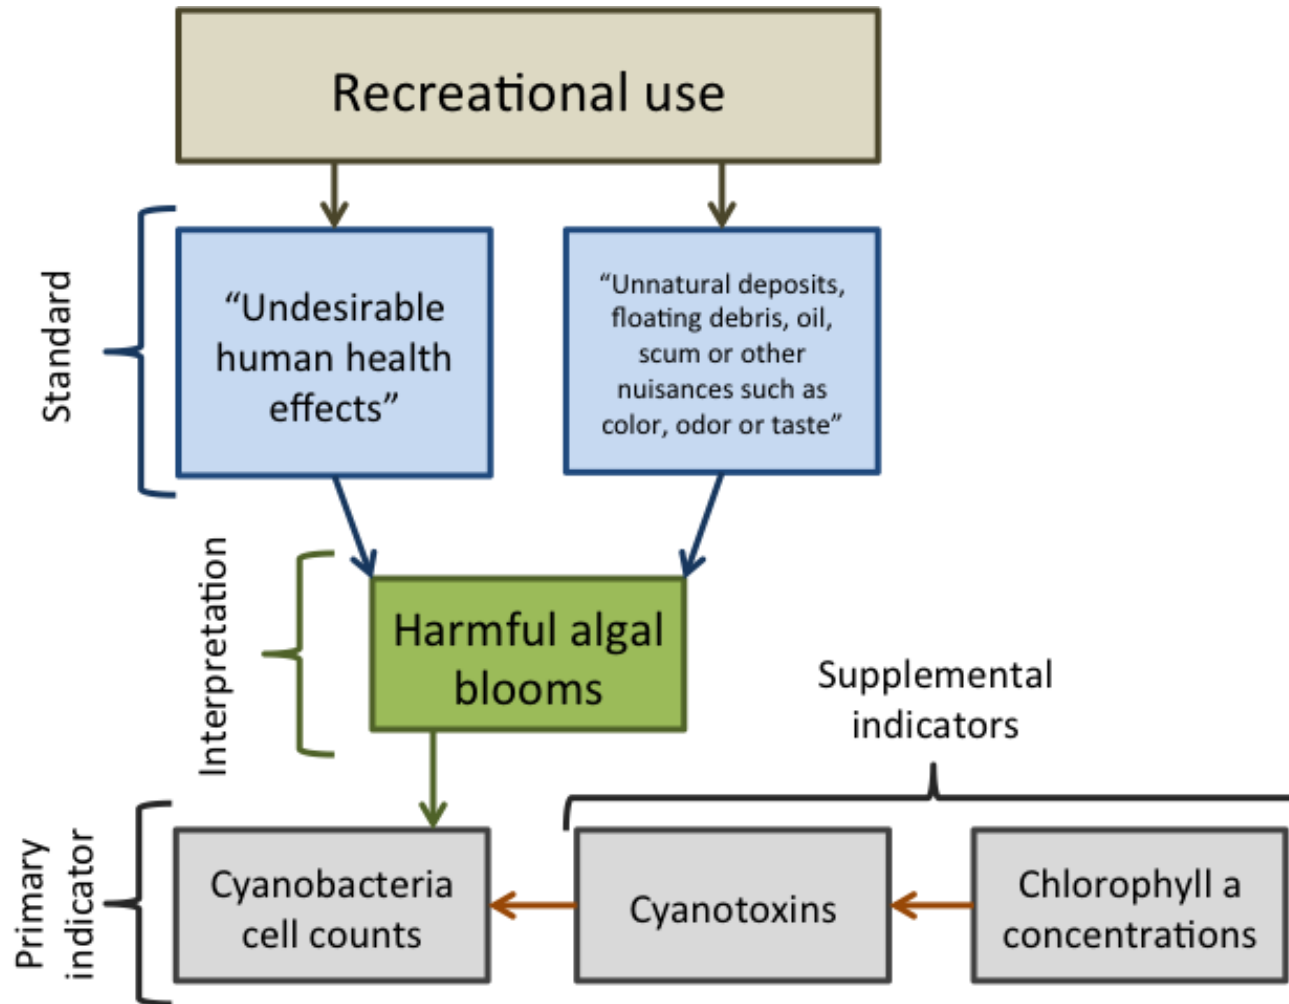 Recreational use
Standard
“Undesirable
human health
effects”
“Unnatural deposits,
floating debris, oil,
scum or other
nuisances such as
color, odor or taste”
Interpretation
Harmful algal
blooms
Supplemental
indicators
Primary
indicator
Cyanobacteria
cell counts
Cyanotoxins
Chlorophyll a
concentrations